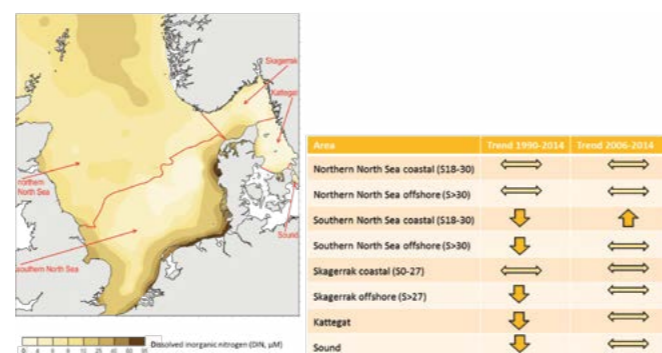 Skagerrak
Kattegat
northern
North Sea
Sound
southern North Sea
Dissolved inorganic nitrogen (DIN, µM)
Area Trend 1990-2014 Trend 2006-2014
Northern North Sea coastal (S18-30)
Northern North Sea offshore (S>30)
Southern North Sea coastal (S18-30)
Southern North Sea offshore (S>30)
Skagerrak coastal (S0-27)
Skagerrak offshore (S>27)
Kattegat
Sound